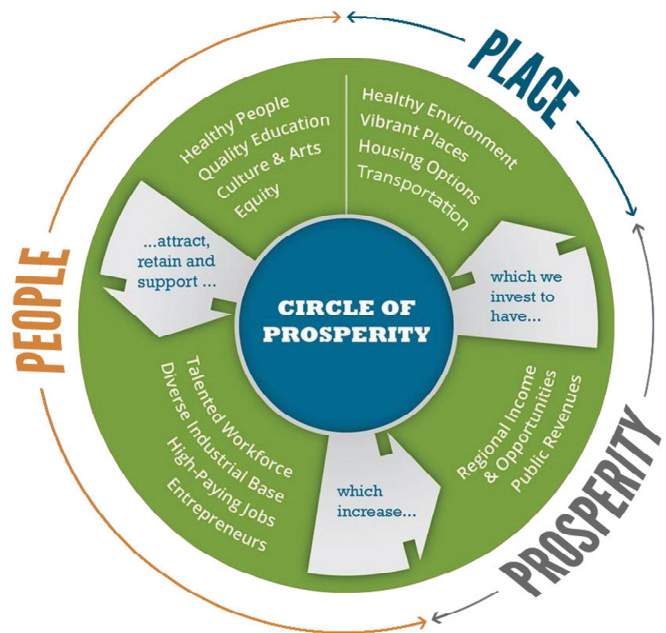 PLACE
Healthy People
Quality Education
Culture & Arts
Equity
Healthy Environment
Vibrant Places
Housing Options
Transportation
...attract,
retain and
support ...
which we
invest to
have...
CIRCLE OF
PROSPERITY
PEOPLE
Talented Workforce
Diverse Industrial Base
High-Paying Jobs
Entrepreneurs
Regional Income
& Opportunities
Public Revenues
which
increase...
PROSPERITY